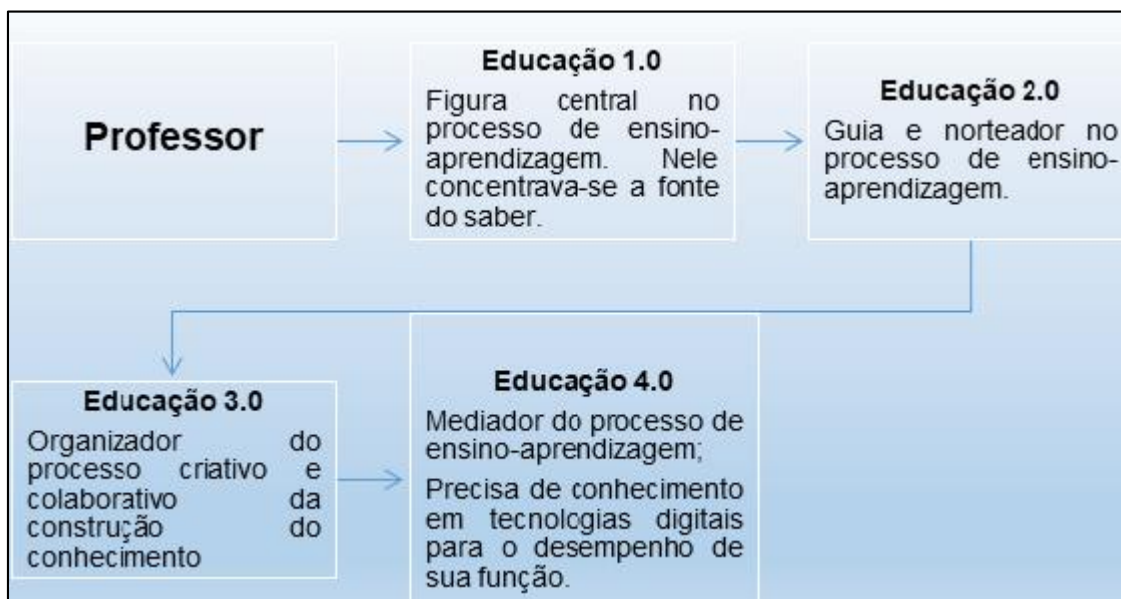 Professor
Educação 1.0
Figura central no
processo de ensino-
aprendizagem. Nele
concentrava-se a fonte
do saber.
Educação 2.0
Guia e norteador no
processo de ensino-
aprendizagem.
Educação 3.0
Organizador do
processo criativo e
colaborativo da
construção do
conhecimento
Educação 4.0
Mediador do processo de
ensino-aprendizagem;
Precisa de conhecimento
em tecnologias digitais
para o desempenho de
sua função.